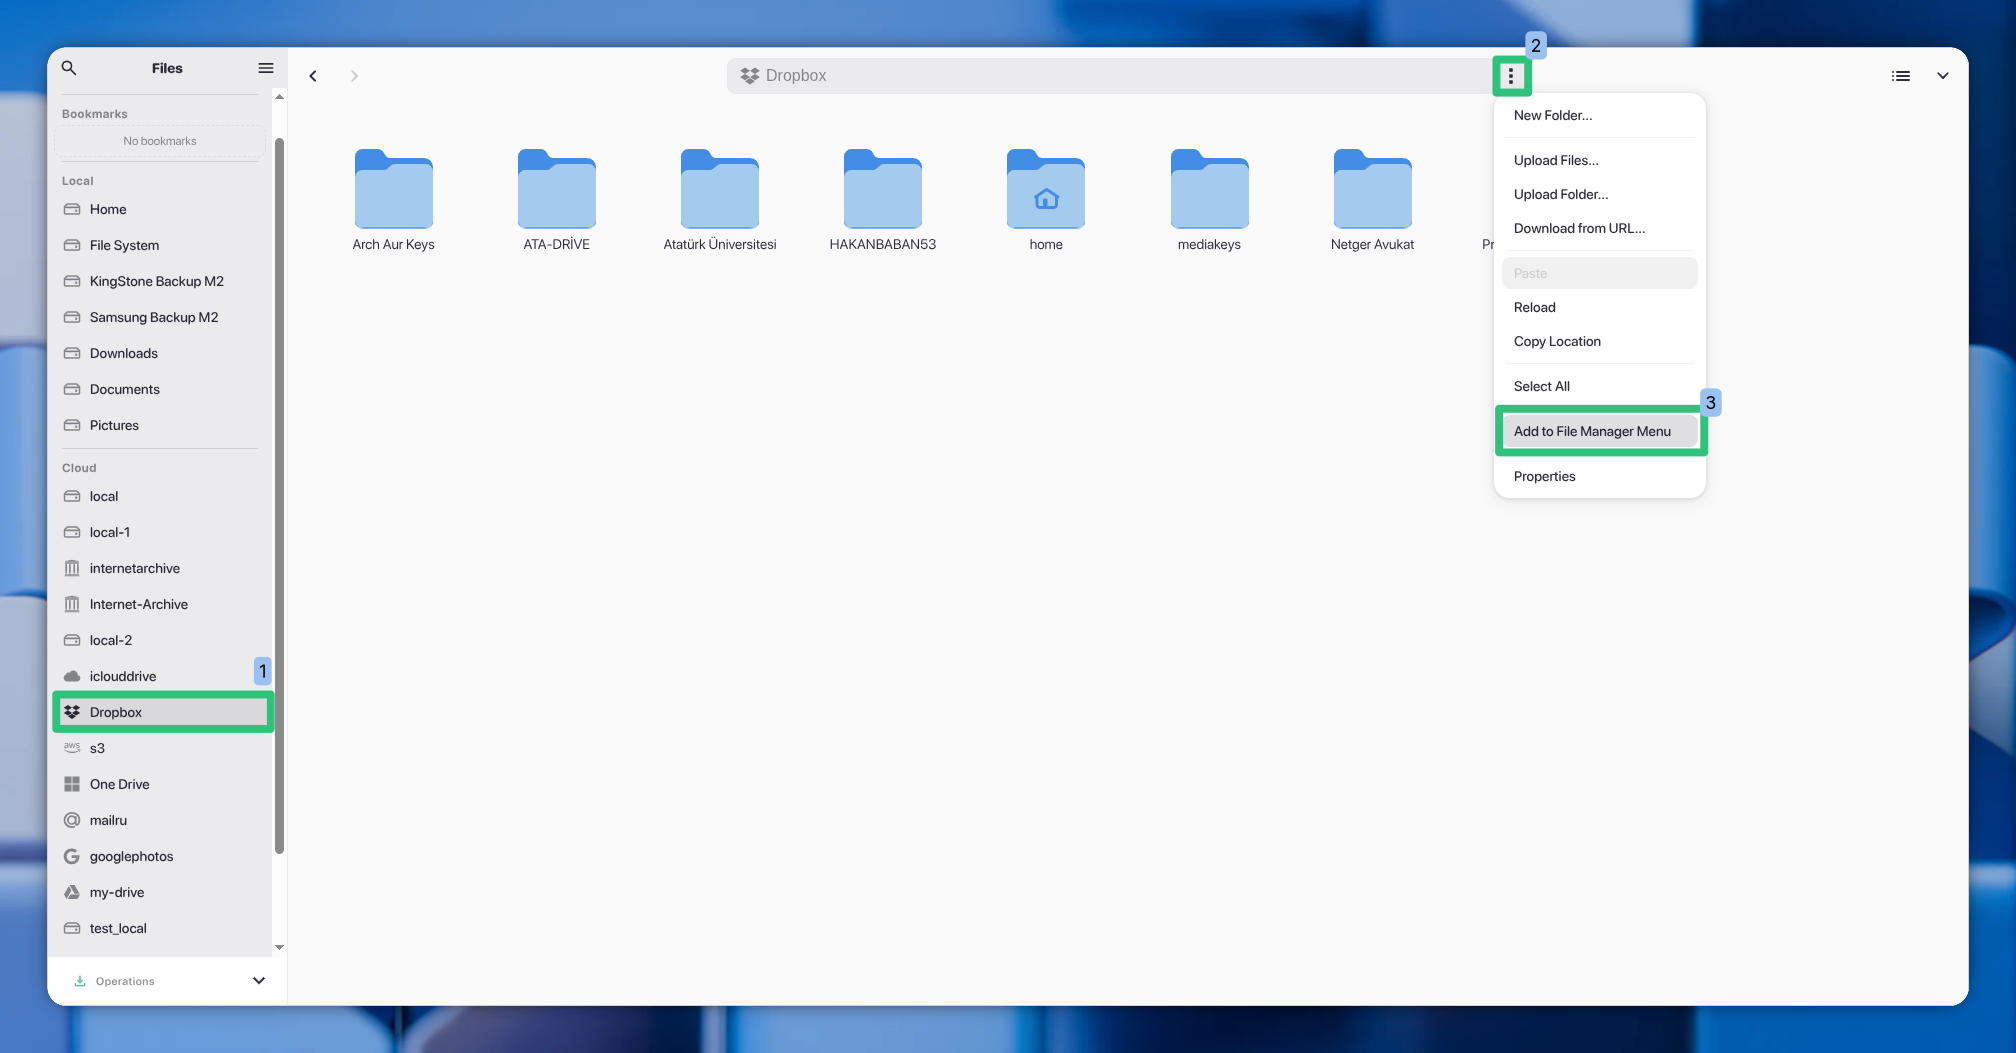 2
Files
Dropbox
Bookmarks
No bookmarks
Local
Home
File System
KingStone Backup M2
Samsung Backup M2
Downloads
Documents
Pictures
Cloud
local
local-1
internetarchive
Internet-Archive
local-2
1
iclouddrive
Dropbox
aws
s3
One Drive
mailru
googlephotos
my-drive
test_local
Operations
Arch Aur Keys
ATA-DRİVE
Atatürk Üniversitesi
HAKANBABAN53
home
mediakeys
Netger Avukat
Pr
New Folder...
Upload Files...
Upload Folder...
Download from URL...
Paste
Reload
Copy Location
Select All
3
Add to File Manager Menu
Properties